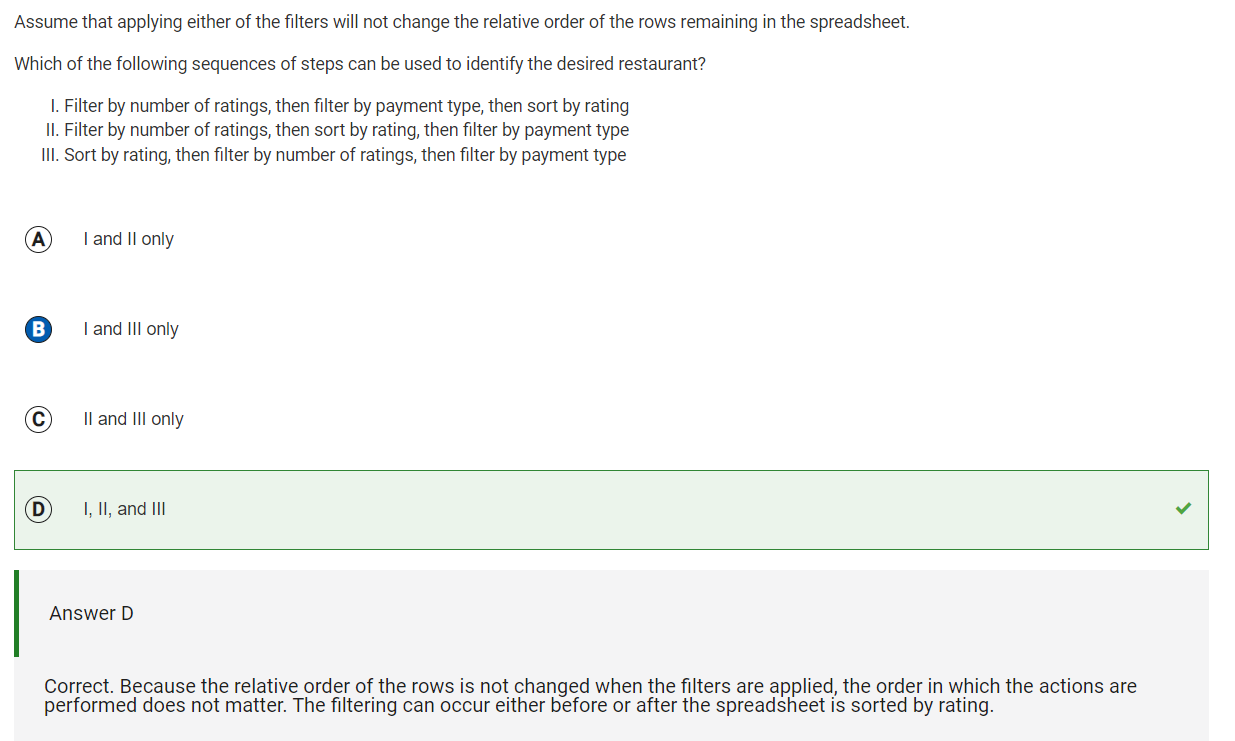 Assume that applying either of the filters will not change the relative order of the rows remaining in the spreadsheet.
Which of the following sequences of steps can be used to identify the desired restaurant?
I. Filter by number of ratings, then filter by payment type, then sort by rating
II. Filter by number of ratings, then sort by rating, then filter by payment type
III. Sort by rating, then filter by number of ratings, then filter by payment type
A I and II only
B I and III only
C II and III only
D I, II, and III
Answer D
Correct. Because the relative order of the rows is not changed when the filters are applied, the order in which the actions are
performed does not matter. The filtering can occur either before or after the spreadsheet is sorted by rating.